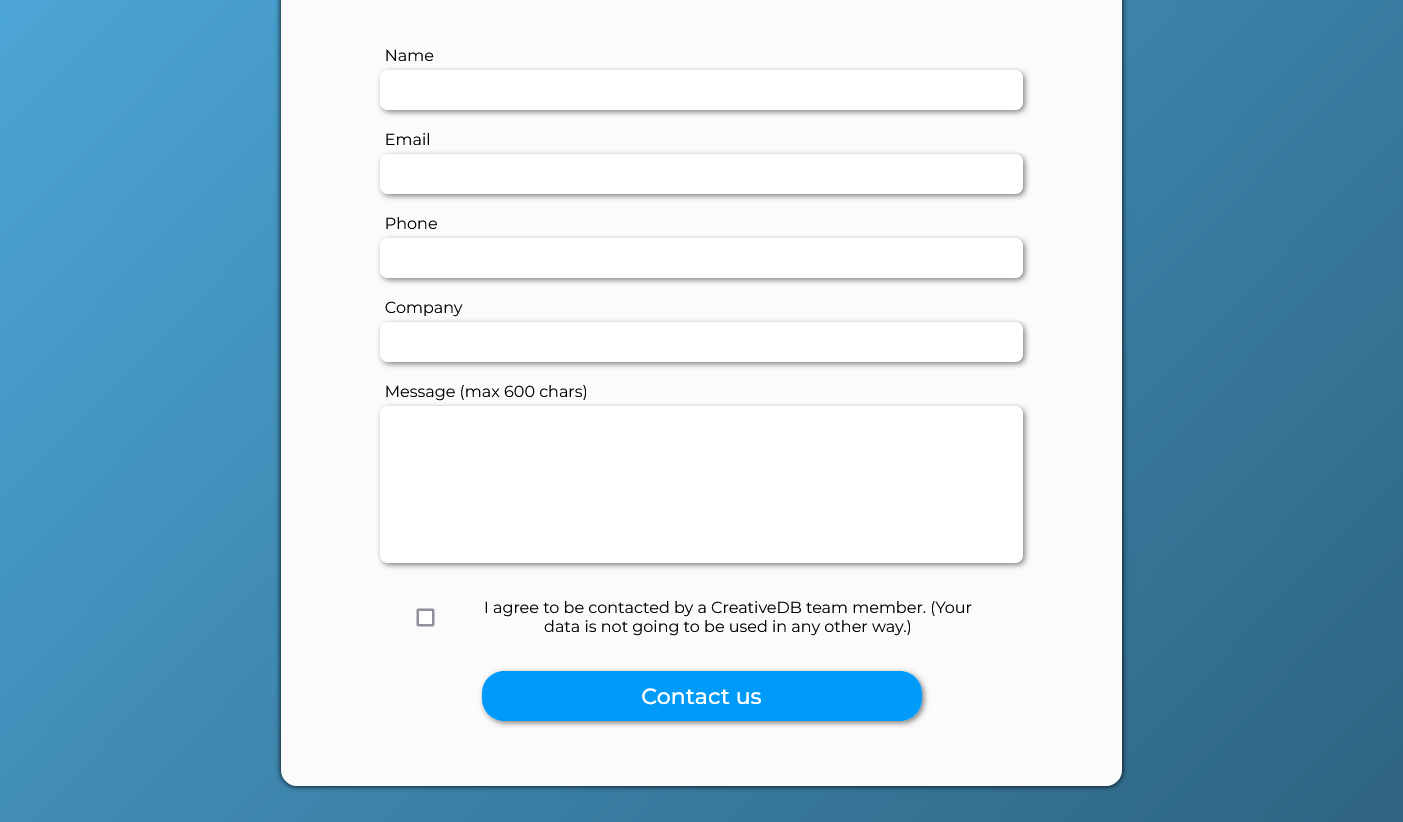 Name
Email
Phone
Company
Message (max 600 chars)
I agree to be contacted by a CreativeDB team member. (Your
data is not going to be used in any other way.)
Contact us